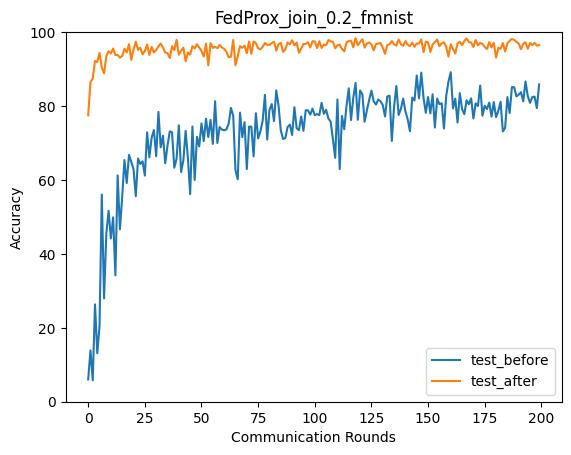 FedProx_join_0.2_fmnist
100
80
60
40
20
0
Accuracy
0 25 50 75 100 125 150 175 200
Communication Rounds
test_before
test_after